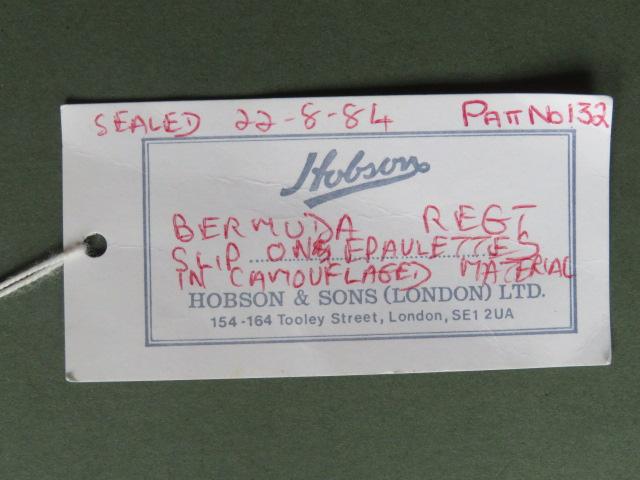 SEALED 22-8-84 PATT No 132
Hobson
BERMUDA REGT
SLIP ONS EPAULETTES
IN CAMOUFLAGED MATERIAL
HOBSON & SONS (LONDON) LTD.
154-164 Tooley Street, London, SE1 2UA